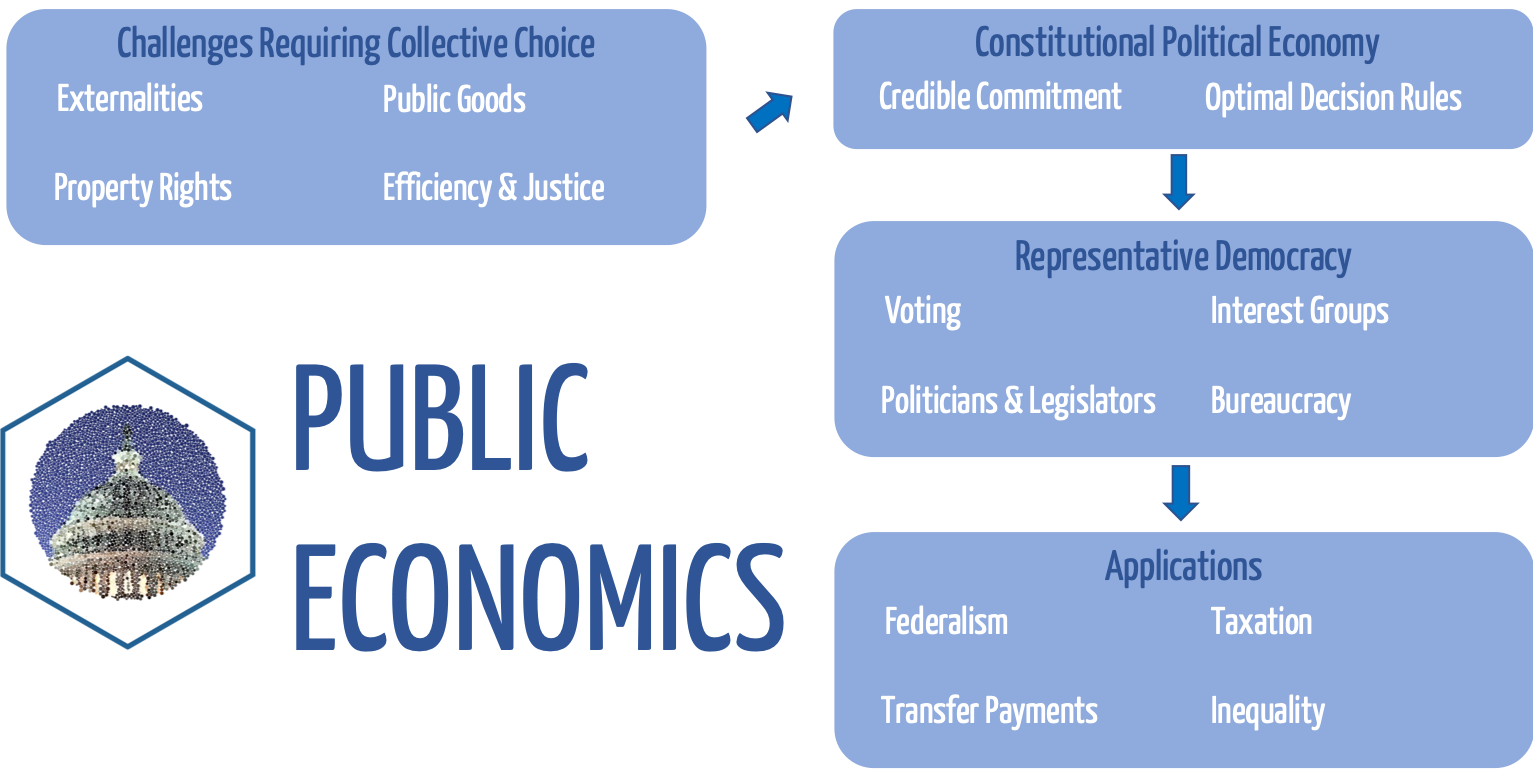 Challenges Requiring Collective Choice
Externalities Public Goods
Property Rights Efficiency & Justice
Constitutional Political Economy
Credible Commitment Optimal Decision Rules
Representative Democracy
Voting Interest Groups
Politicians & Legislators Bureaucracy
Applications
Federalism Taxation
Transfer Payments Inequality
PUBLIC
ECONOMICS